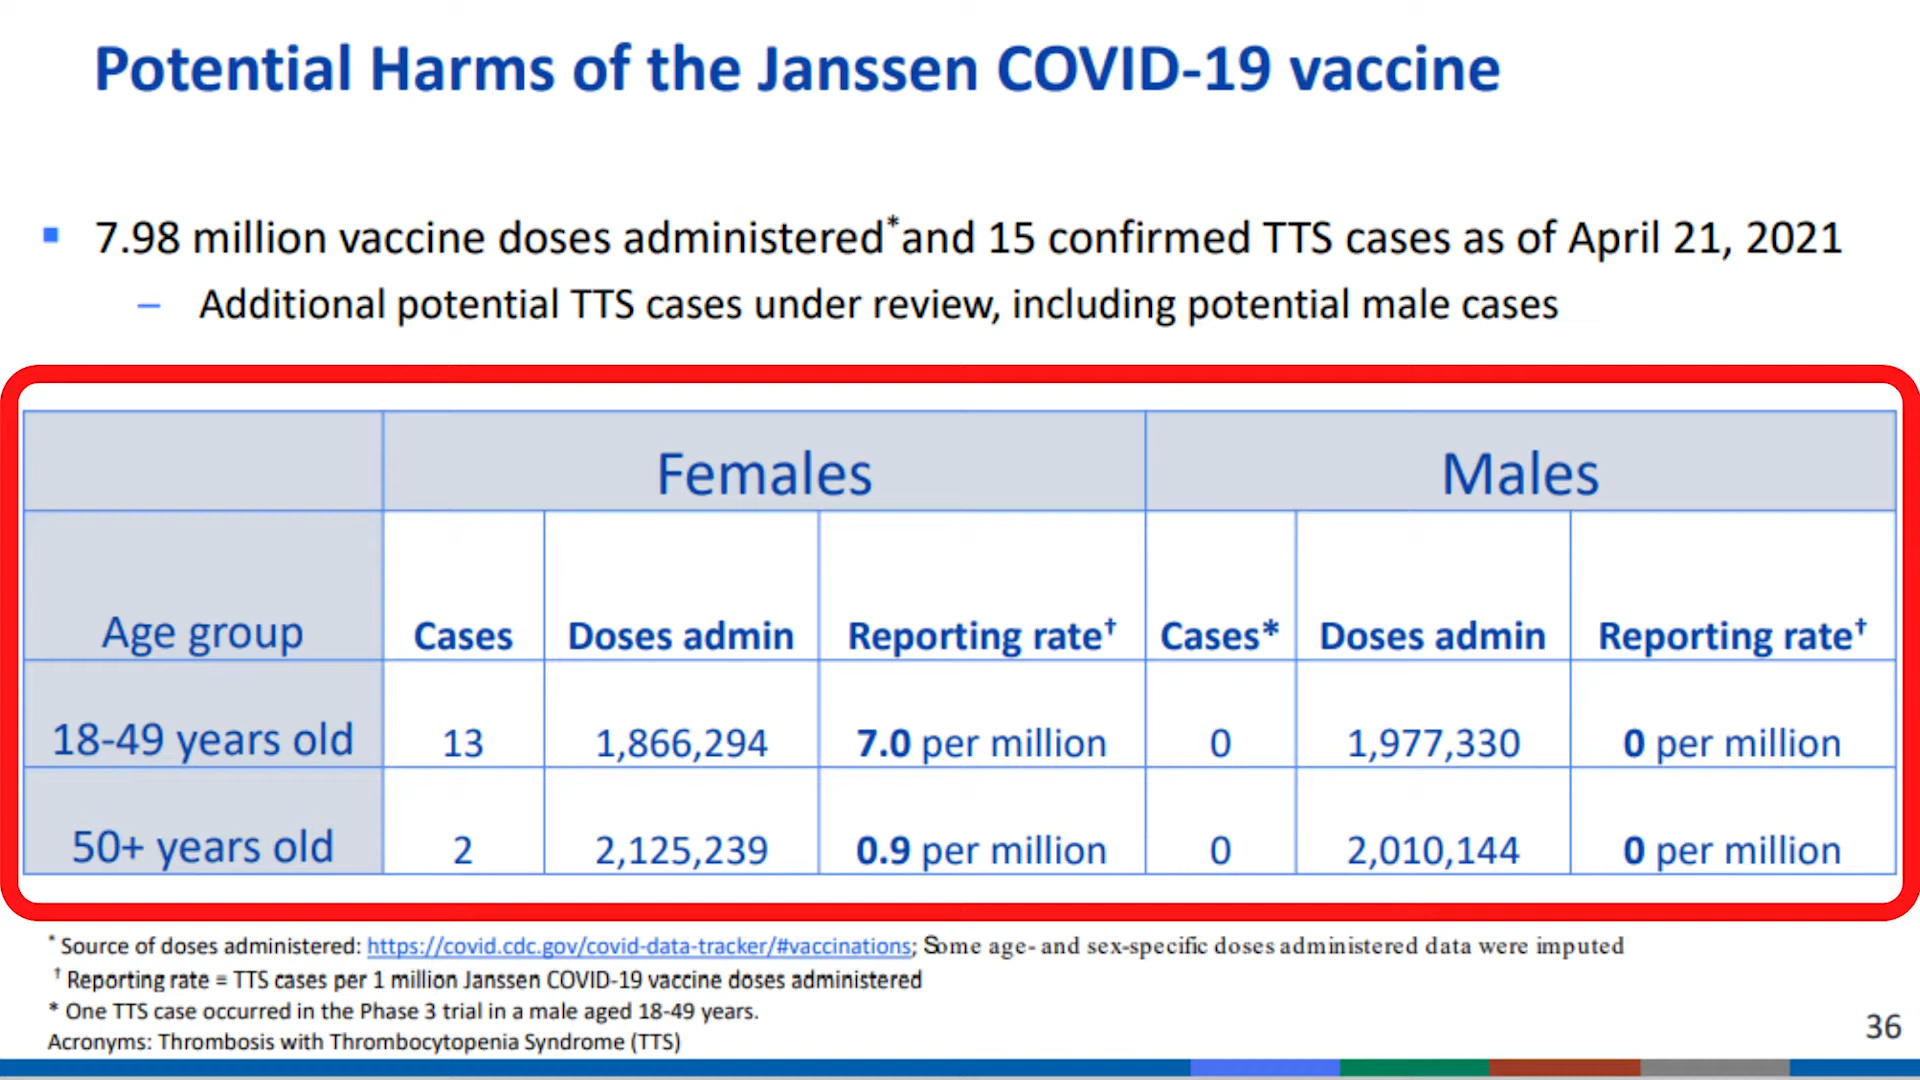 Potential Harms of the Janssen COVID-19 vaccine
▪ 7.98 million vaccine doses administered* and 15 confirmed TTS cases as of April 21, 2021
– Additional potential TTS cases under review, including potential male cases
Females Males
Age group Cases Doses admin Reporting rate† Cases* Doses admin Reporting rate†
18-49 years old 13 1,866,294 7.0 per million 0 1,977,330 0 per million
50+ years old 2 2,125,239 0.9 per million 0 2,010,144 0 per million
* Source of doses administered: https://covid.cdc.gov/covid-data-tracker/#vaccinations; Some age- and sex-specific doses administered data were imputed
† Reporting rate = TTS cases per 1 million Janssen COVID-19 vaccine doses administered
* One TTS case occurred in the Phase 3 trial in a male aged 18-49 years.
Acronyms: Thrombosis with Thrombocytopenia Syndrome (TTS)
36